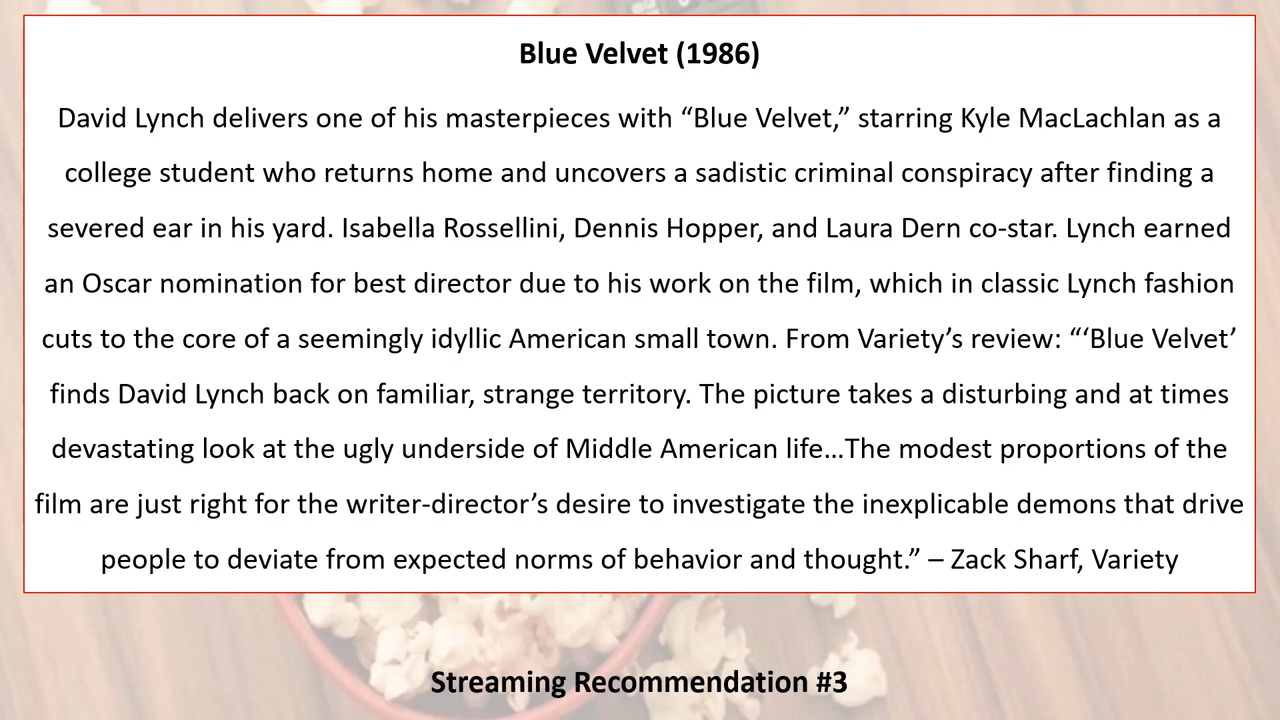 Blue Velvet (1986)
David Lynch delivers one of his masterpieces with “Blue Velvet,” starring Kyle MacLachlan as a
college student who returns home and uncovers a sadistic criminal conspiracy after finding a
severed ear in his yard. Isabella Rossellini, Dennis Hopper, and Laura Dern co-star. Lynch earned
an Oscar nomination for best director due to his work on the film, which in classic Lynch fashion
cuts to the core of a seemingly idyllic American small town. From Variety’s review: “‘Blue Velvet’
finds David Lynch back on familiar, strange territory. The picture takes a disturbing and at times
devastating look at the ugly underside of Middle American life…The modest proportions of the
film are just right for the writer-director’s desire to investigate the inexplicable demons that drive
people to deviate from expected norms of behavior and thought.” – Zack Sharf, Variety
Streaming Recommendation #3